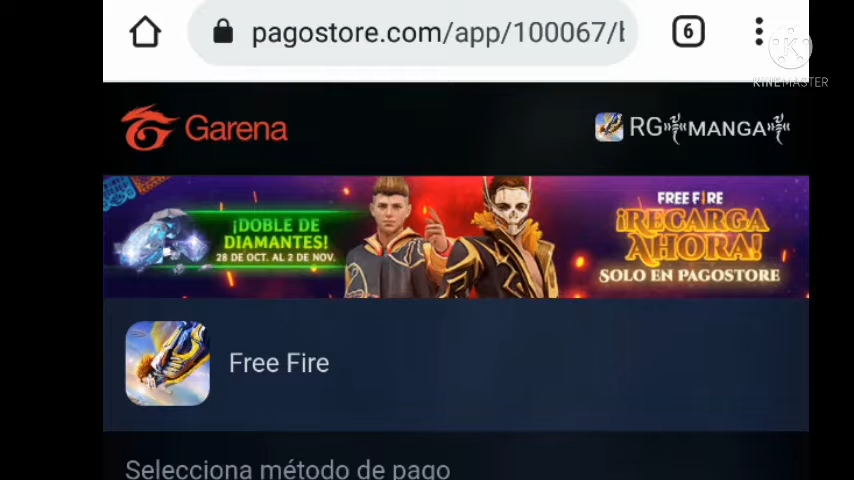 pagostore.com/app/100067/
6
KINEMASTER
Garena
RG»╬«MANGA»╬«
¡DOBLE DE
DIAMANTES!
28 DE OCT. AL 2 DE NOV.
FREE FIRE
¡RECARGA
AHORA!
SOLO EN PAGOSTORE
Free Fire
Selecciona método de pago